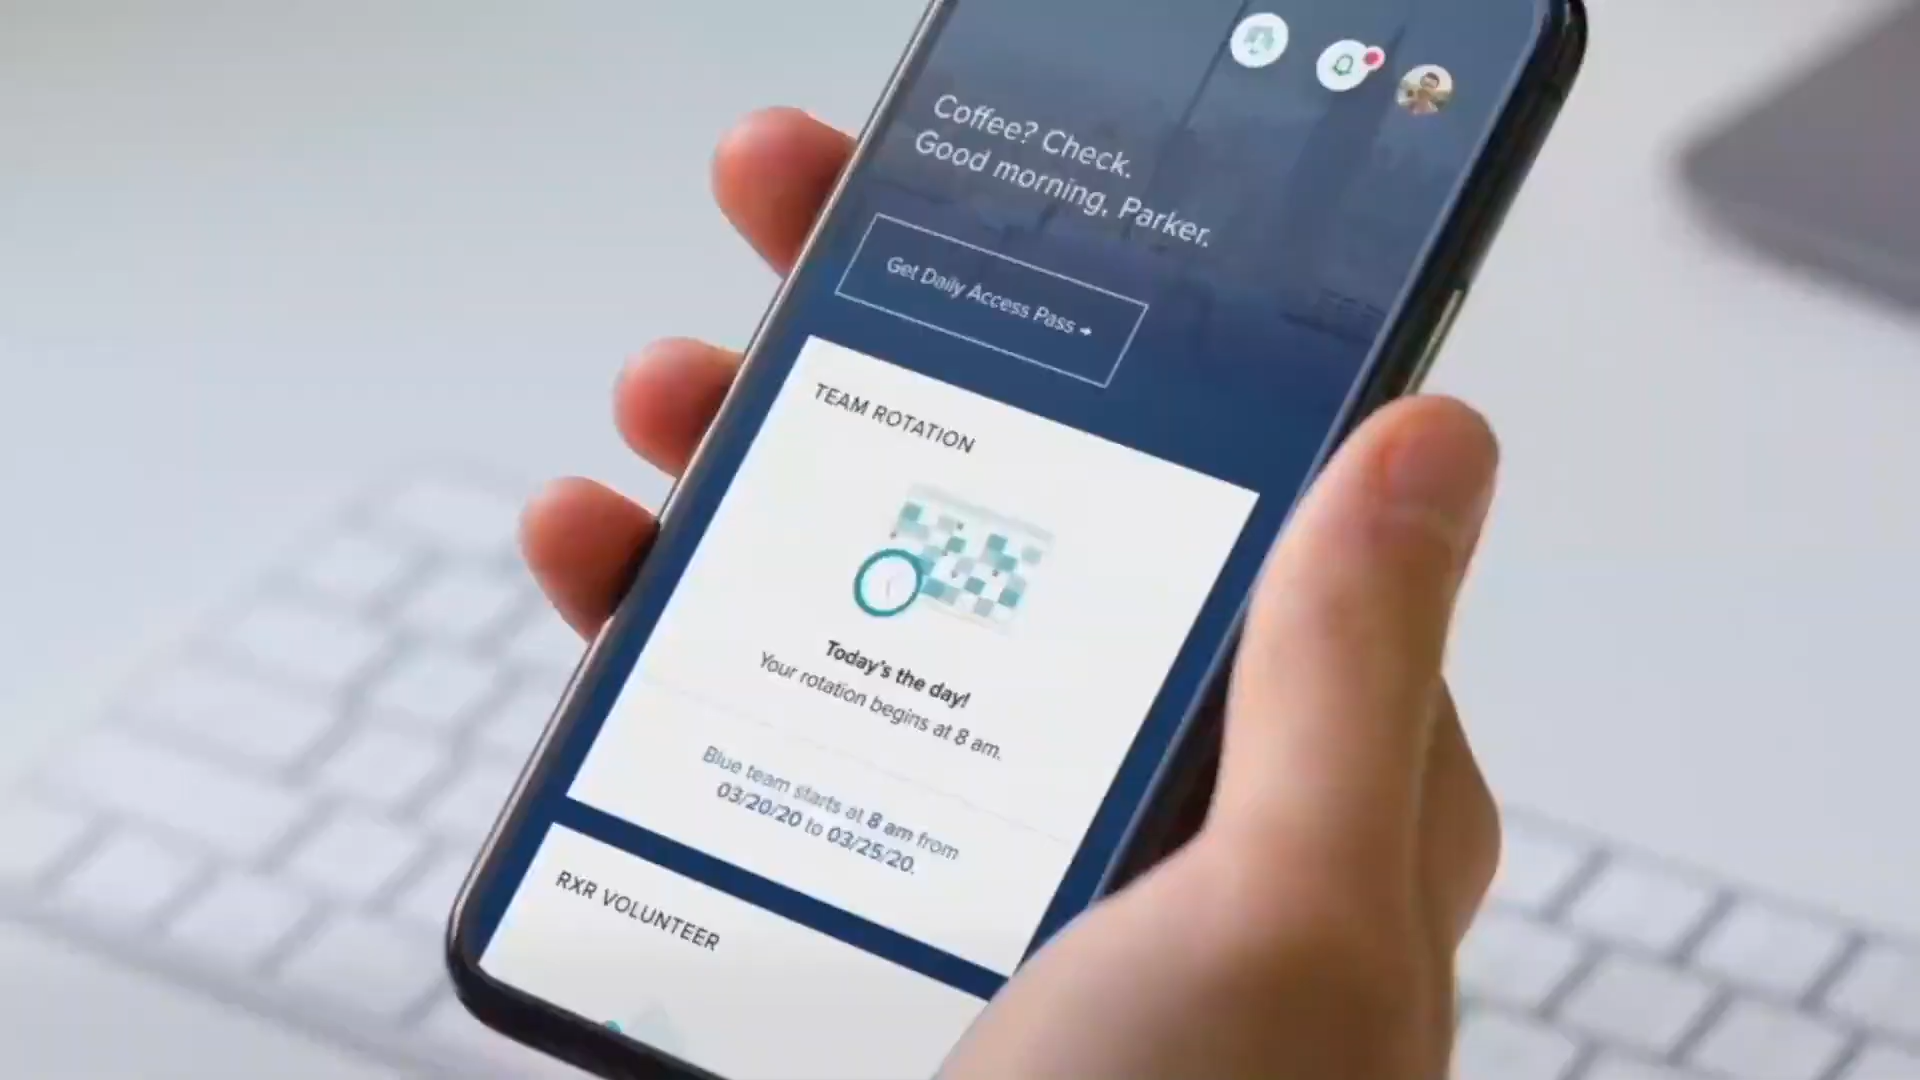 Coffee? Check.
Good morning, Parker.
Get Daily Access Pass →
TEAM ROTATION
Today's the day!
Your rotation begins at 8 am.
Blue team starts at 8 am from
03/20/20 to 03/25/20.
RXR VOLUNTEER